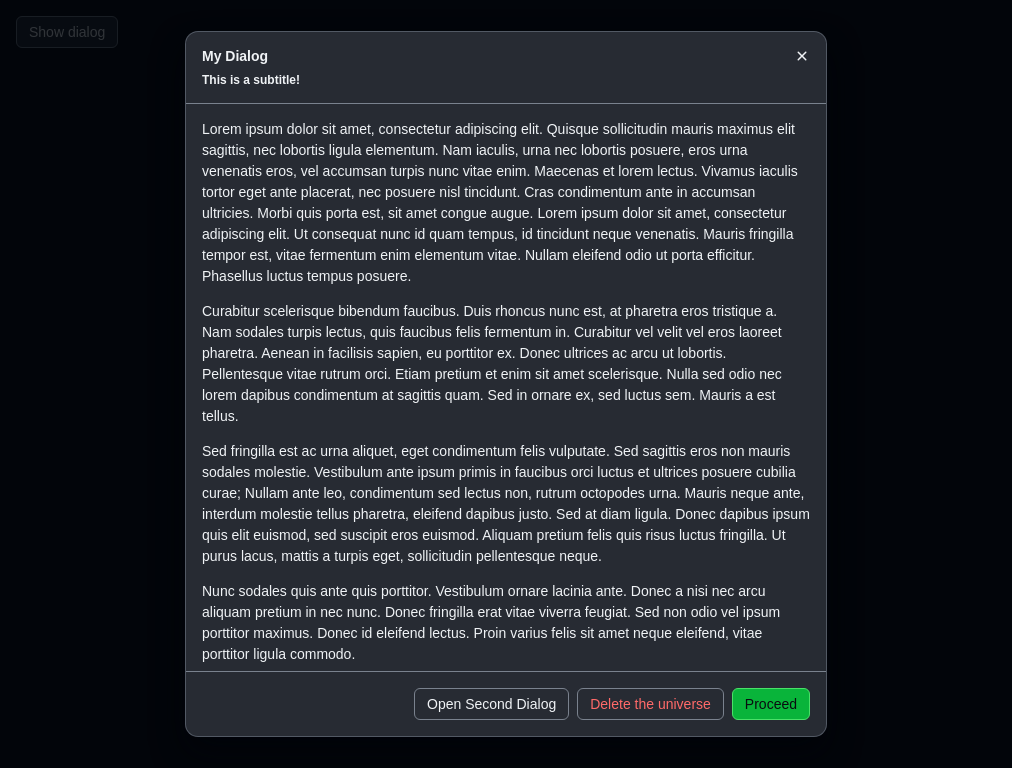 Show dialog
My Dialog
This is a subtitle!
Lorem ipsum dolor sit amet, consectetur adipiscing elit. Quisque sollicitudin mauris maximus elit
sagittis, nec lobortis ligula elementum. Nam iaculis, urna nec lobortis posuere, eros urna
venenatis eros, vel accumsan turpis nunc vitae enim. Maecenas et lorem lectus. Vivamus iaculis
tortor eget ante placerat, nec posuere nisl tincidunt. Cras condimentum ante in accumsan
ultricies. Morbi quis porta est, sit amet congue augue. Lorem ipsum dolor sit amet, consectetur
adipiscing elit. Ut consequat nunc id quam tempus, id tincidunt neque venenatis. Mauris fringilla
tempor est, vitae fermentum enim elementum vitae. Nullam eleifend odio ut porta efficitur.
Phasellus luctus tempus posuere.
Curabitur scelerisque bibendum faucibus. Duis rhoncus nunc est, at pharetra eros tristique a.
Nam sodales turpis lectus, quis faucibus felis fermentum in. Curabitur vel velit vel eros laoreet
pharetra. Aenean in facilisis sapien, eu porttitor ex. Donec ultrices ac arcu ut lobortis.
Pellentesque vitae rutrum orci. Etiam pretium et enim sit amet scelerisque. Nulla sed odio nec
lorem dapibus condimentum at sagittis quam. Sed in ornare ex, sed luctus sem. Mauris a est
tellus.
Sed fringilla est ac urna aliquet, eget condimentum felis vulputate. Sed sagittis eros non mauris
sodales molestie. Vestibulum ante ipsum primis in faucibus orci luctus et ultrices posuere cubilia
curae; Nullam ante leo, condimentum sed lectus non, rutrum octopodes urna. Mauris neque ante,
interdum molestie tellus pharetra, eleifend dapibus justo. Sed at diam ligula. Donec dapibus ipsum
quis elit euismod, sed suscipit eros euismod. Aliquam pretium felis quis risus luctus fringilla. Ut
purus lacus, mattis a turpis eget, sollicitudin pellentesque neque.
Nunc sodales quis ante quis porttitor. Vestibulum ornare lacinia ante. Donec a nisi nec arcu
aliquam pretium in nec nunc. Donec fringilla erat vitae viverra feugiat. Sed non odio vel ipsum
porttitor maximus. Donec id eleifend lectus. Proin varius felis sit amet neque eleifend, vitae
porttitor ligula commodo.
Open Second Dialog
Delete the universe
Proceed